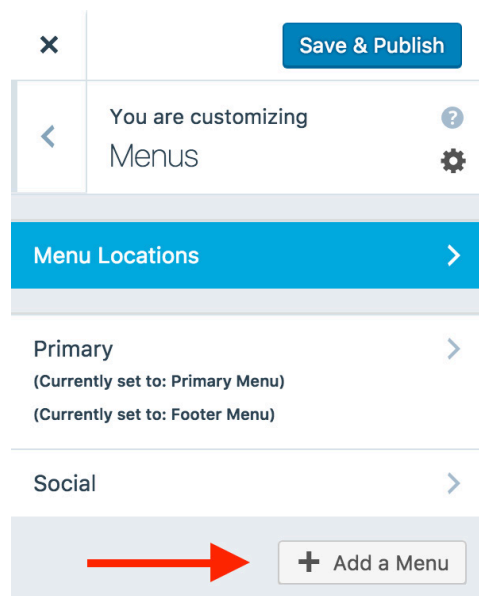 Save & Publish
You are customizing
Menus
Menu Locations
Primary
(Currently set to: Primary Menu)
(Currently set to: Footer Menu)
Social
+ Add a Menu